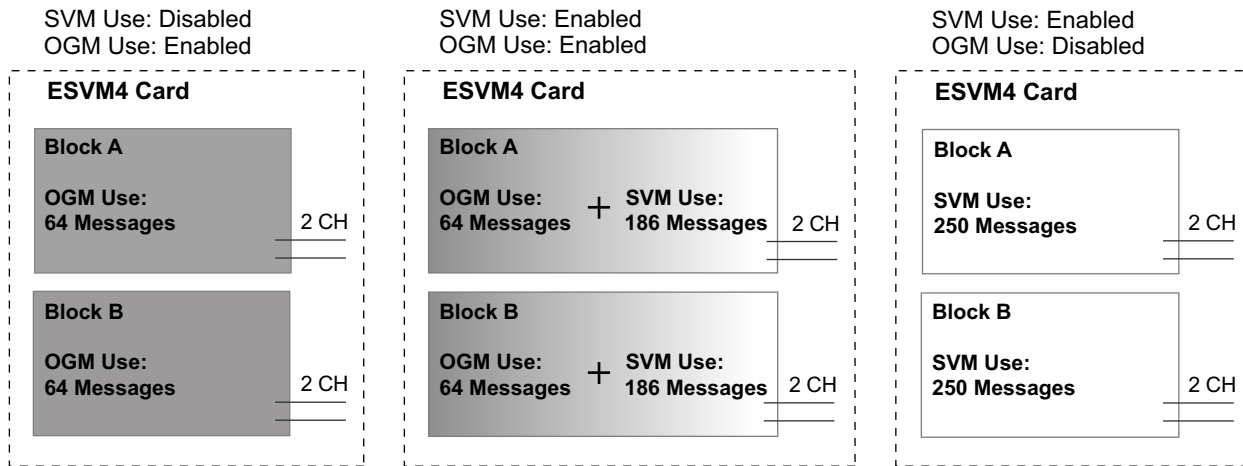 SVM Use: Disabled
OGM Use: Enabled
ESVM4 Card
Block A
OGM Use:
64 Messages
2 CH
Block B
OGM Use:
64 Messages
2 CH
SVM Use: Enabled
OGM Use: Enabled
ESVM4 Card
Block A
OGM Use:
64 Messages
+
SVM Use:
186 Messages
2 CH
Block B
OGM Use:
64 Messages
+
SVM Use:
186 Messages
2 CH
SVM Use: Enabled
OGM Use: Disabled
ESVM4 Card
Block A
SVM Use:
250 Messages
2 CH
Block B
SVM Use:
250 Messages
2 CH